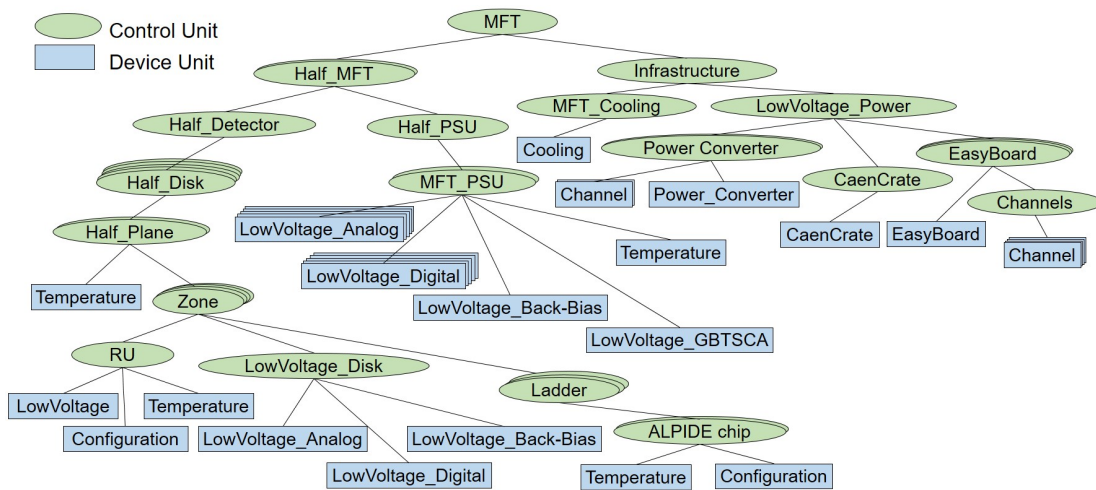 MFT
Control Unit
Device Unit
Half_MFT
Infrastructure
MFT_Cooling
LowVoltage_Power
Half_Detector
Half_PSU
Cooling
Power Converter
EasyBoard
Half_Disk
MFT_PSU
Channel
Power_Converter
CaenCrate
Channels
Half_Plane
LowVoltage_Analog
CaenCrate
EasyBoard
Temperature
Channel
LowVoltage_Digital
Temperature
Zone
LowVoltage_Back-Bias
LowVoltage_GBTSCA
RU
LowVoltage_Disk
Ladder
LowVoltage
Temperature
Configuration
LowVoltage_Analog
LowVoltage_Back-Bias
ALPIDE chip
LowVoltage_Digital
Temperature
Configuration